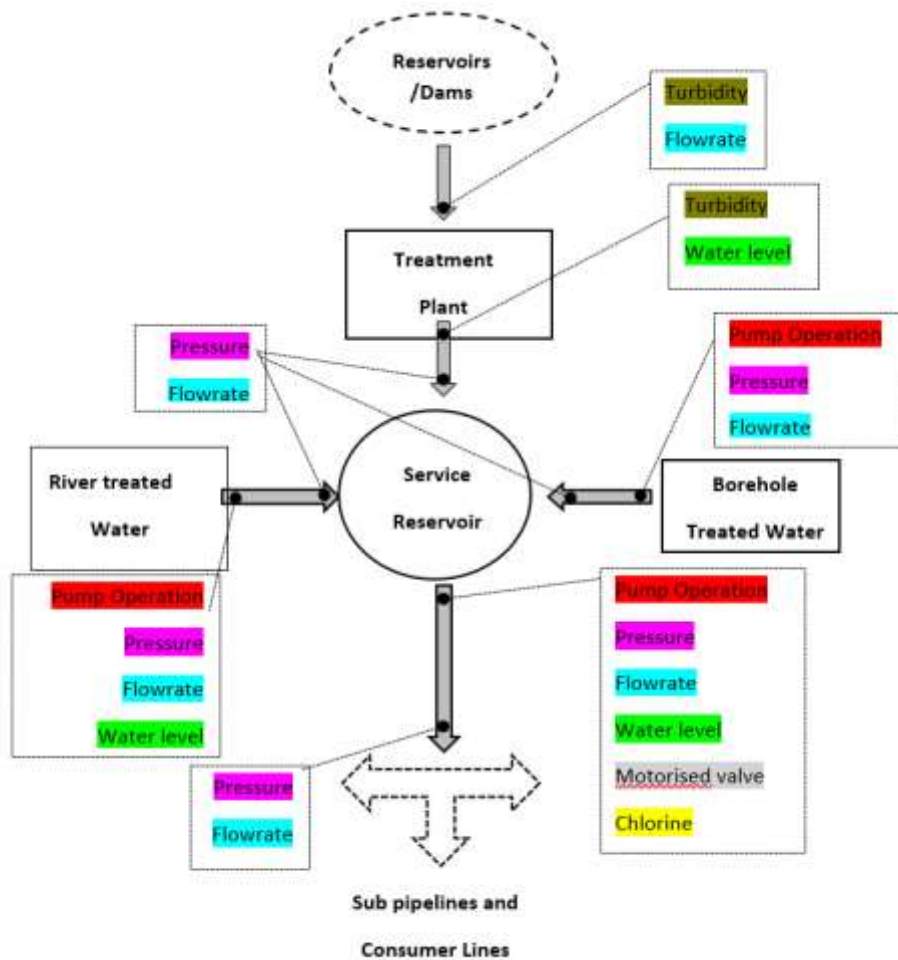 Reservoirs
/Dams
Turbidity
Flowrate
Turbidity
Water level
Treatment
Plant
Pressure
Flowrate
Pump Operation
Pressure
Flowrate
River treated
Water
Service
Reservoir
Borehole
Treated Water
Pump Operation
Pressure
Flowrate
Water level
Pump Operation
Pressure
Flowrate
Water level
Motorised valve
Chlorine
Pressure
Flowrate
Sub pipelines and
Consumer Lines